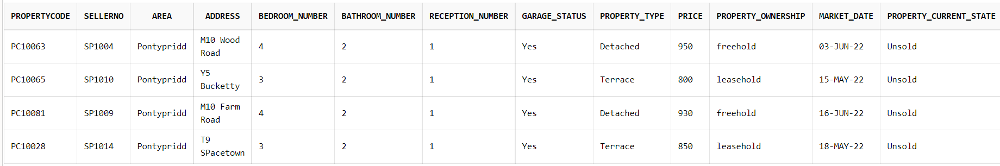 PROPERTYCODE SELLERNO AREA ADDRESS BEDROOM_NUMBER BATHROOM_NUMBER RECEPTION_NUMBER GARAGE_STATUS PROPERTY_TYPE PRICE PROPERTY_OWNERSHIP MARKET_DATE PROPERTY_CURRENT_STATE
PC10063 SP1004 Pontypridd M10 Wood Road 4 2 1 Yes Detached 950 freehold 03-JUN-22 Unsold
PC10065 SP1010 Pontypridd Y5 Bucketty 3 2 1 Yes Terrace 800 leasehold 15-MAY-22 Unsold
PC10081 SP1009 Pontypridd M10 Farm Road 4 2 1 Yes Detached 930 freehold 16-JUN-22 Unsold
PC10028 SP1014 Pontypridd T9 SPacetown 3 2 1 Yes Terrace 850 leasehold 18-MAY-22 Unsold